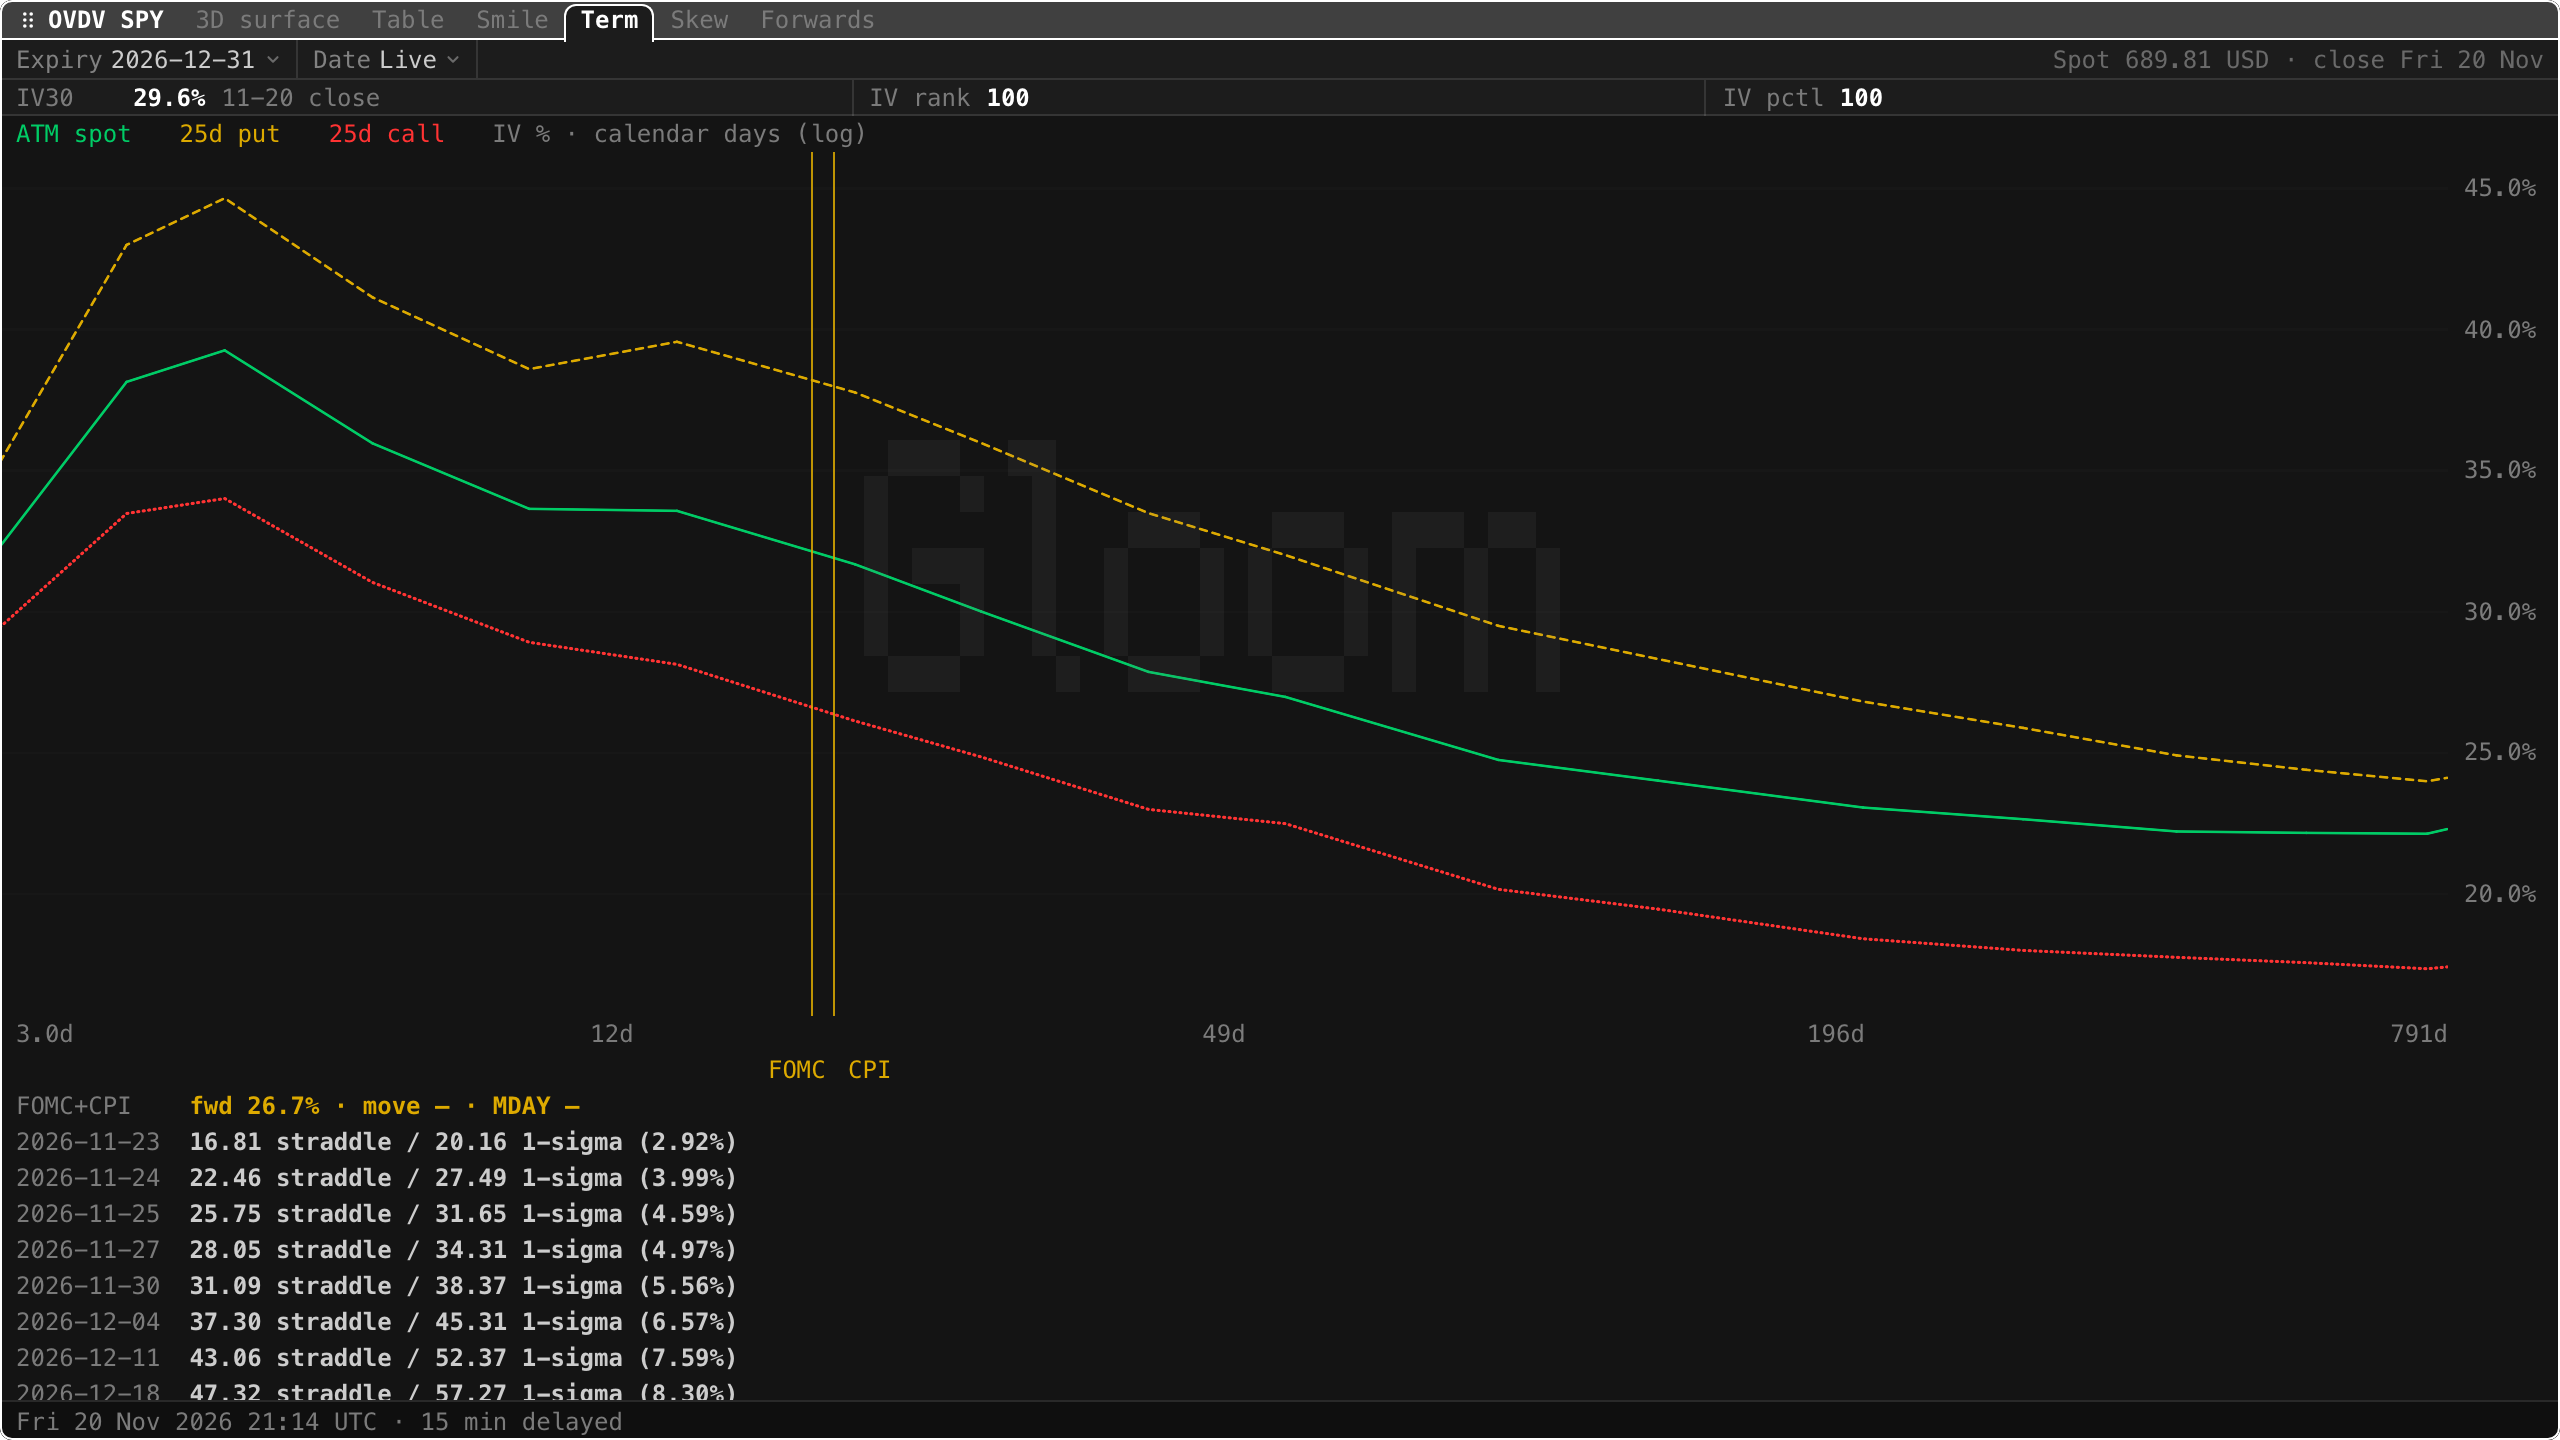 ⠿ OVDV SPY 3D surface Table Smile Term Skew Forwards
Expiry 2026-12-31 Date Live Spot 689.81 USD · close Fri 20 Nov
IV30 29.6% 11-20 close IV rank 100 IV pctl 100
ATM spot 25d put 25d call IV % · calendar days (log)
45.0%
40.0%
35.0%
30.0%
25.0%
20.0%
Gloom
3.0d 12d 49d 196d 791d
FOMC CPI
FOMC+CPI fwd 26.7% · move — · MDAY —
2026-11-23 16.81 straddle / 20.16 1-sigma (2.92%)
2026-11-24 22.46 straddle / 27.49 1-sigma (3.99%)
2026-11-25 25.75 straddle / 31.65 1-sigma (4.59%)
2026-11-27 28.05 straddle / 34.31 1-sigma (4.97%)
2026-11-30 31.09 straddle / 38.37 1-sigma (5.56%)
2026-12-04 37.30 straddle / 45.31 1-sigma (6.57%)
2026-12-11 43.06 straddle / 52.37 1-sigma (7.59%)
2026-12-18 47.32 straddle / 57.27 1-sigma (8.30%)
Fri 20 Nov 2026 21:14 UTC · 15 min delayed